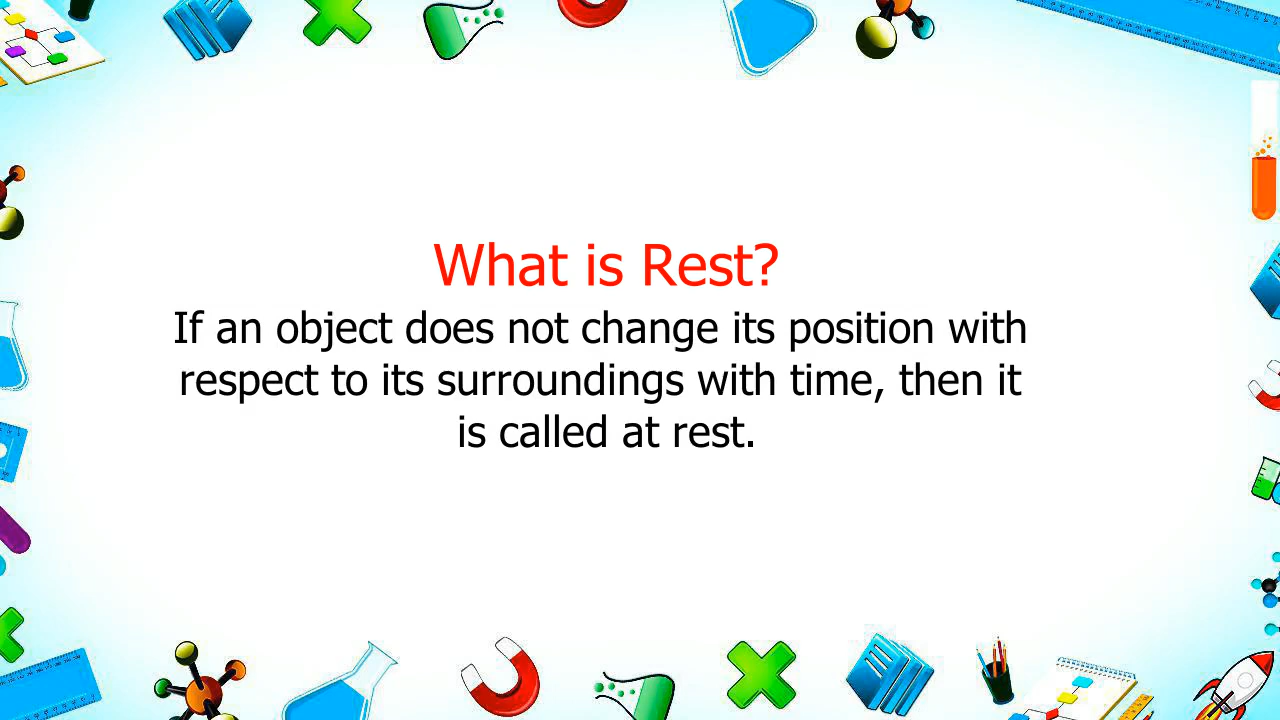 What is Rest?
If an object does not change its position with
respect to its surroundings with time, then it
is called at rest.